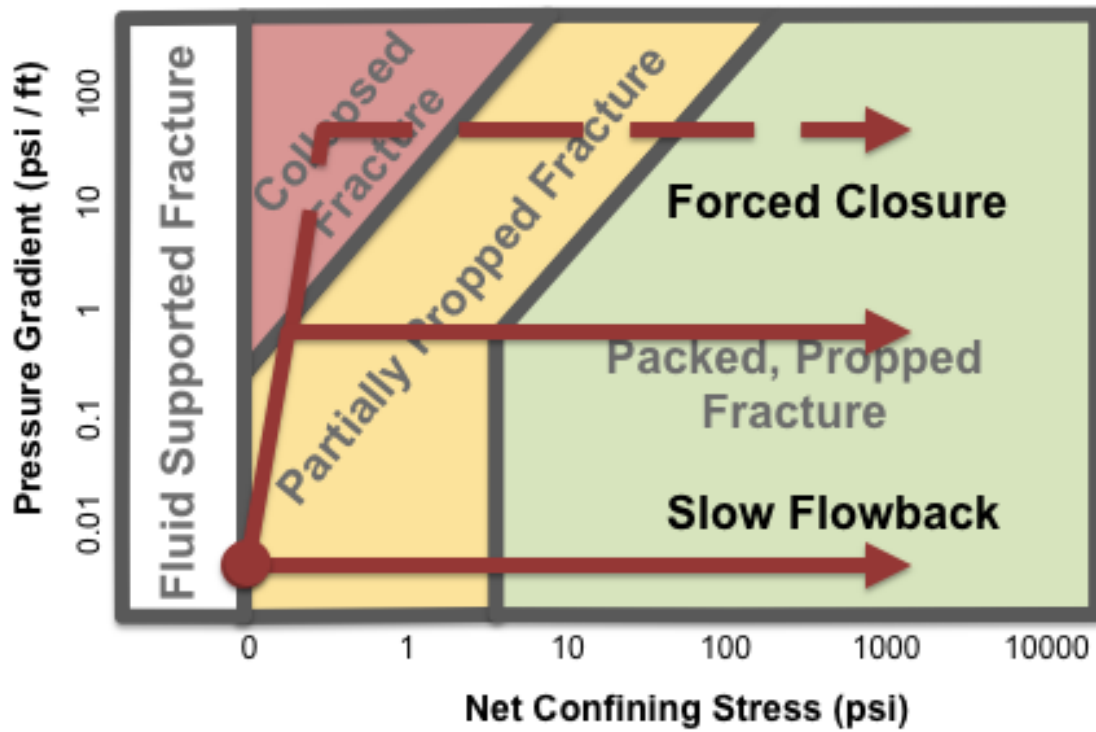 Pressure Gradient (psi / ft)
100
10
1
0.1
0.01
Fluid Supported Fracture
Collapsed
Fracture
Partially Propped Fracture
Forced Closure
Packed, Propped
Fracture
Slow Flowback
0
1
10
100
1000
10000
Net Confining Stress (psi)